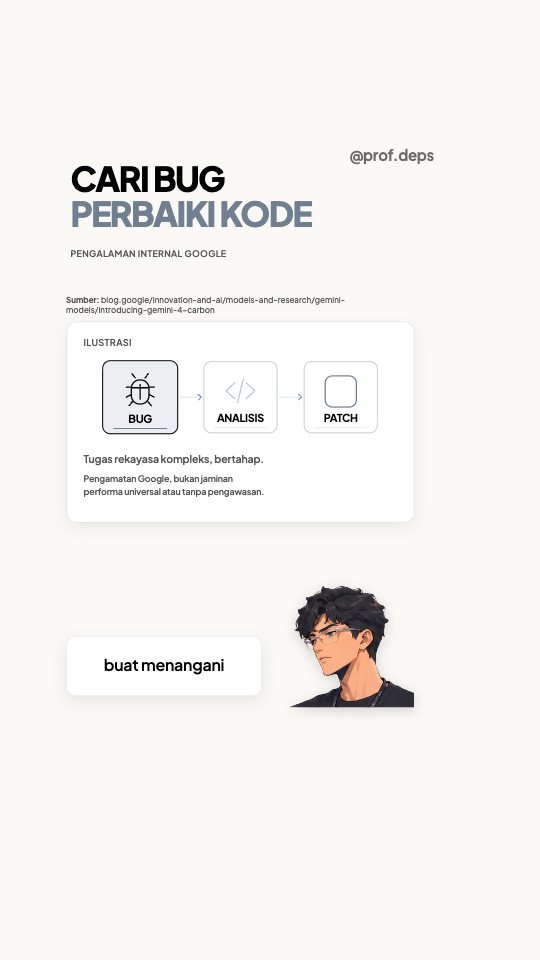 @prof.deps
CARI BUG
PERBAIKI KODE
PENGALAMAN INTERNAL GOOGLE
Sumber: blog.google/innovation-and-ai/models-and-research/gemini-
models/introducing-gemini-4-carbon
ILUSTRASI
BUG
ANALISIS
PATCH
Tugas rekayasa kompleks, bertahap.
Pengamatan Google, bukan jaminan
performa universal atau tanpa pengawasan.
buat menangani